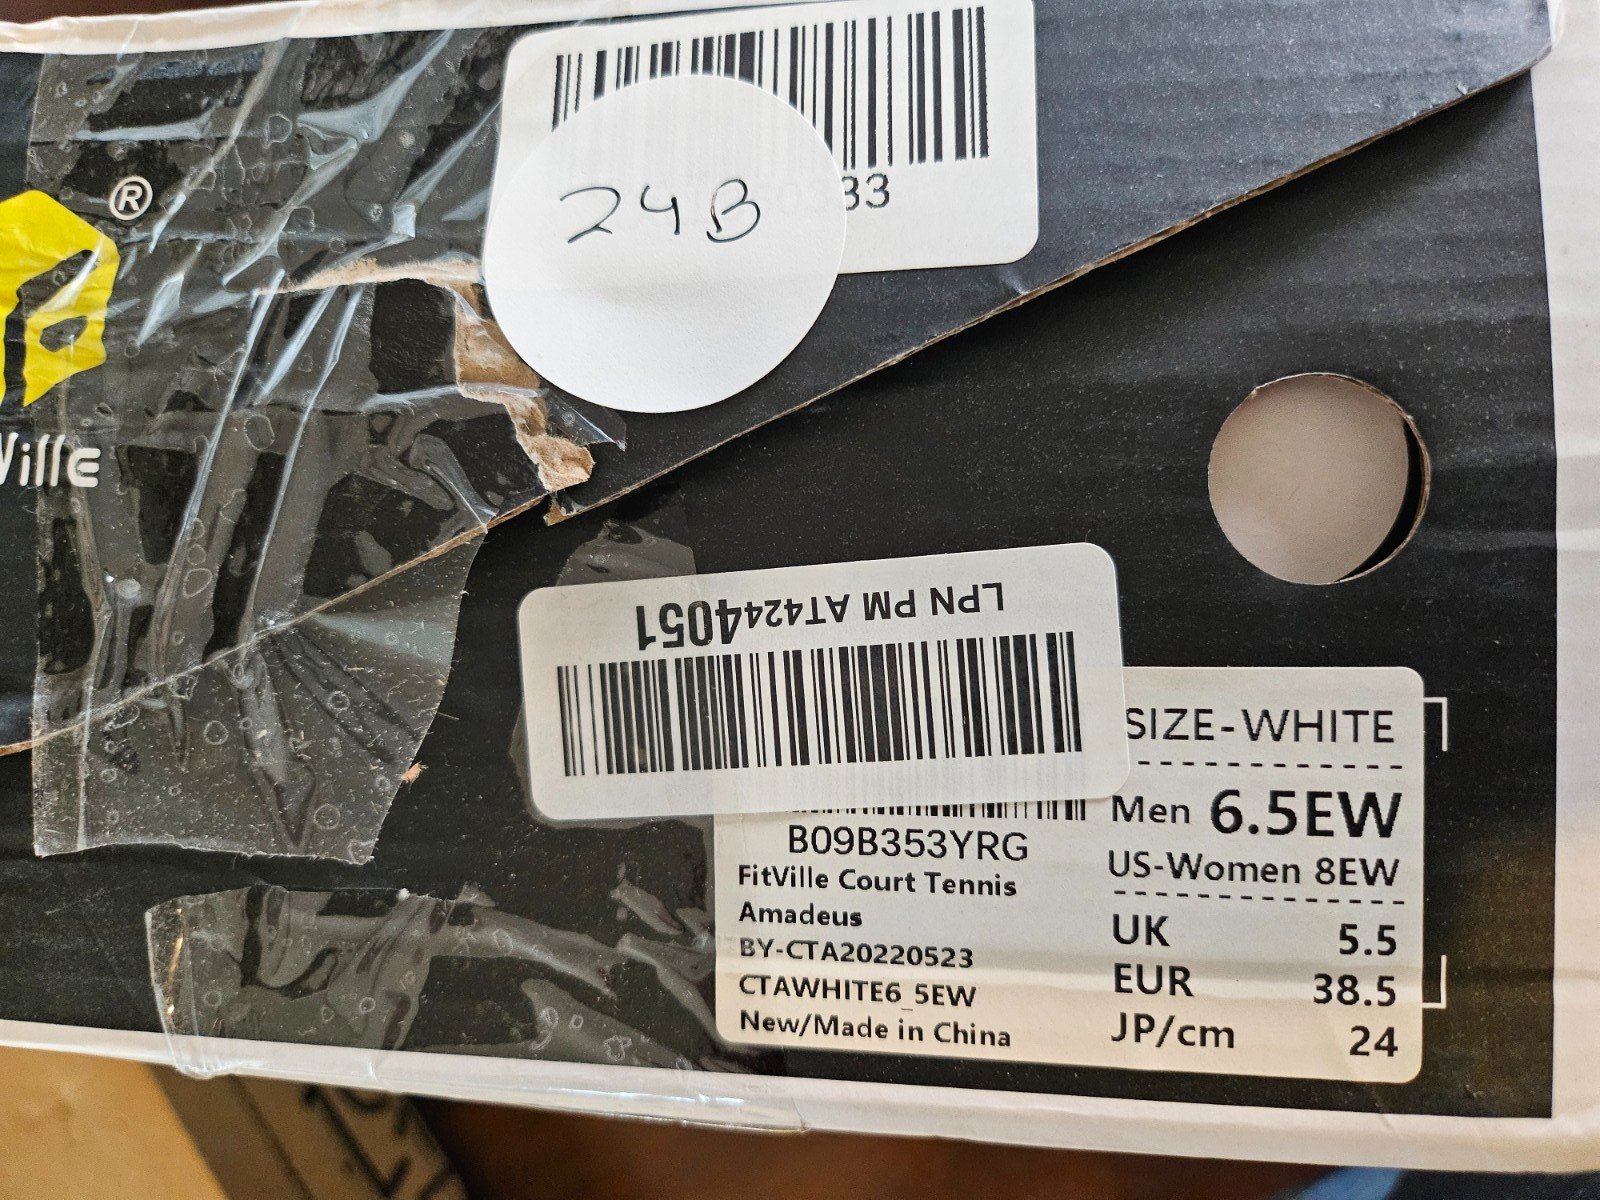 ®
Ville
24B
33
LPN PM AT4244051
SIZE-WHITE
Men 6.5EW
US-Women 8EW
UK 5.5
EUR 38.5
JP/cm 24
B09B353YRG
FitVille Court Tennis
Amadeus
BY-CTA20220523
CTAWHITE6_5EW
New/Made in China